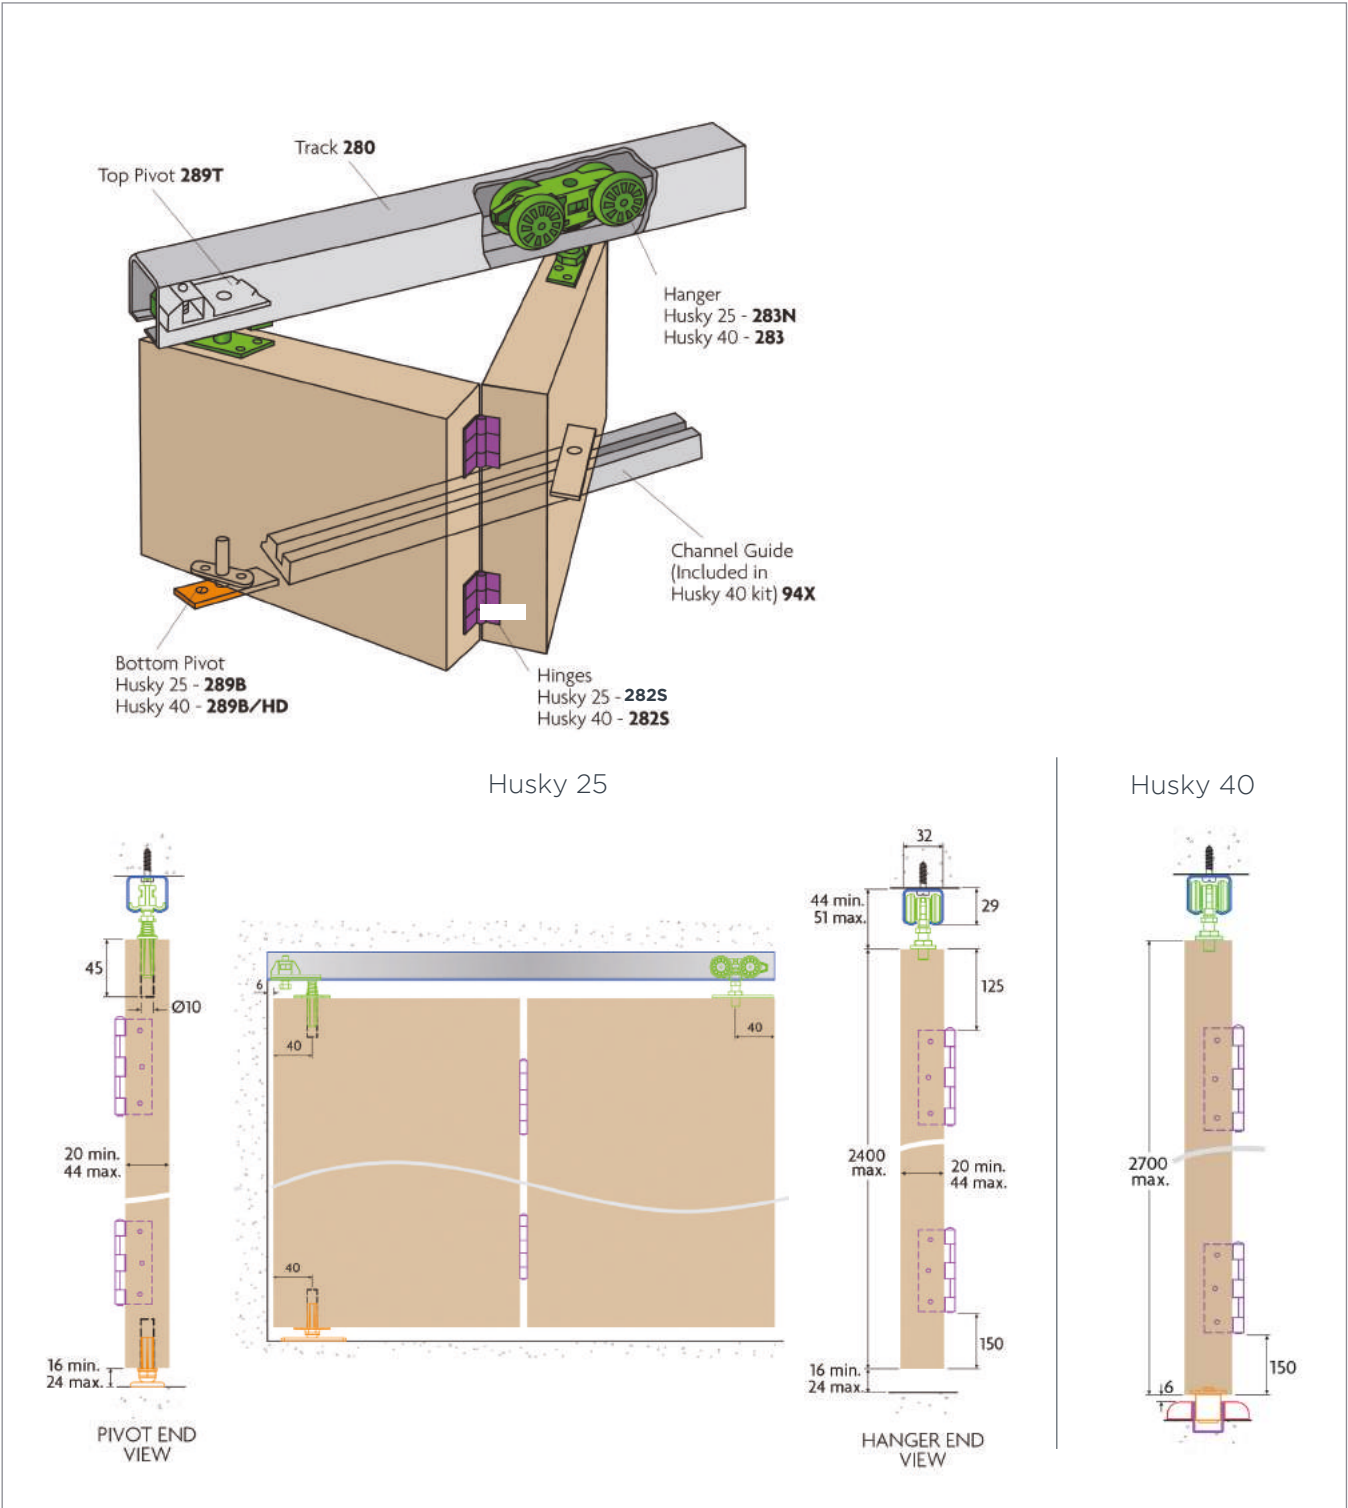 Track 280
Top Pivot 289T
Hanger
Husky 25 - 283N
Husky 40 - 283
Channel Guide
(Included in
Husky 40 kit) 94X
Bottom Pivot
Husky 25 - 289B
Husky 40 - 289B/HD
Hinges
Husky 25 - 282S
Husky 40 - 282S
Husky 25
Husky 40
45
Ø10
20 min.
44 max.
16 min.
24 max.
PIVOT END
VIEW
6
40
40
40
32
44 min.
51 max.
29
125
2400
max.
20 min.
44 max.
150
16 min.
24 max.
HANGER END
VIEW
2700
max.
150
6